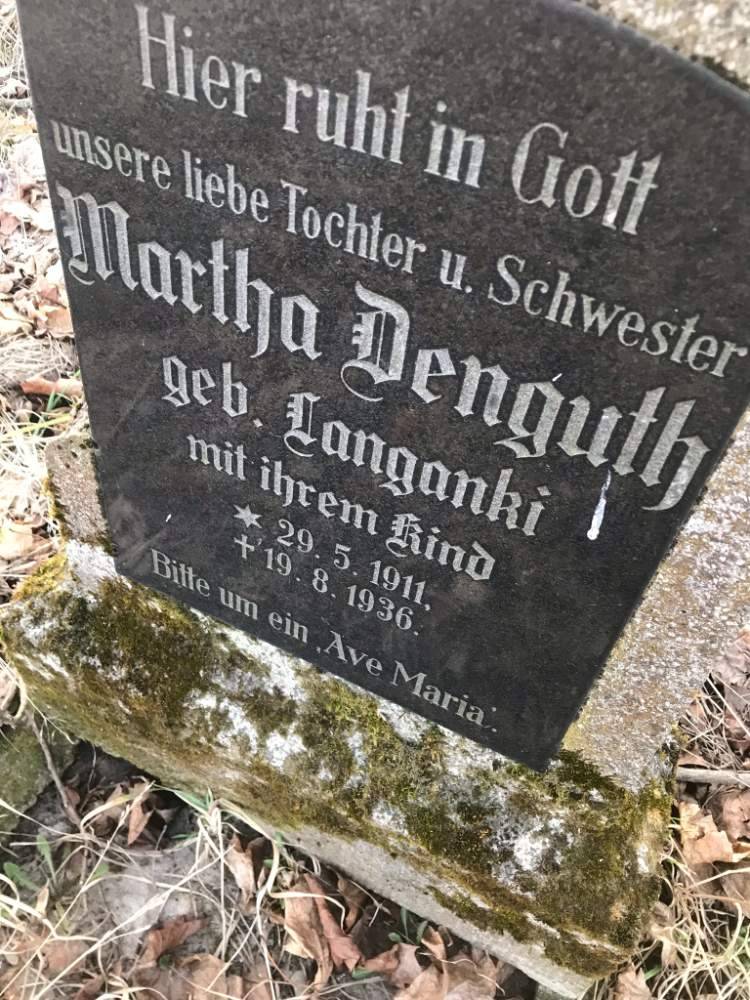 Hier ruht in Gott
unsere liebe Tochter u. Schwester
Martha Denguth
geb. Langanki
mit ihrem Kind
* 29. 5. 1911.
+ 19. 8. 1936.
Bitte um ein ‚Ave Maria‘.